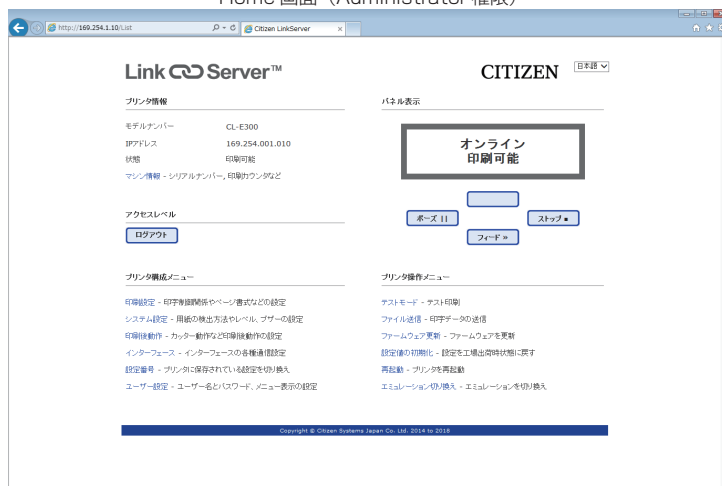 Home 画面（Administrator 権限）
http://169.254.1.10/List
Citizen LinkServer
Link Server™
CITIZEN
日本語
プリンタ情報
モデルナンバー CL-E300
IPアドレス 169.254.001.010
状態 印刷可能
マシン情報 - シリアルナンバー, 印刷カウンタなど
アクセスレベル
ログアウト
パネル表示
オンライン
印刷可能
ポーズ ||
ストップ ■
フィード »
プリンタ構成メニュー
印刷設定 - 印字制御関係やページ書式などの設定
システム設定 - 用紙の検出方法やレベル、ブザーの設定
印刷後動作 - カッター動作など印刷後動作の設定
インターフェース - インターフェースの各種通信設定
設定番号 - プリンタに保存されている設定を切り換え
ユーザー設定 - ユーザー名とパスワード、メニュー表示の設定
プリンタ操作メニュー
テストモード - テスト印刷
ファイル送信 - 印字データの送信
ファームウェア更新 - ファームウェアを更新
設定値の初期化 - 設定を工場出荷時状態に戻す
再起動 - プリンタを再起動
エミュレーション切り換え - エミュレーションを切り換え
Copyright © Citizen Systems Japan Co. Ltd. 2014 to 2018